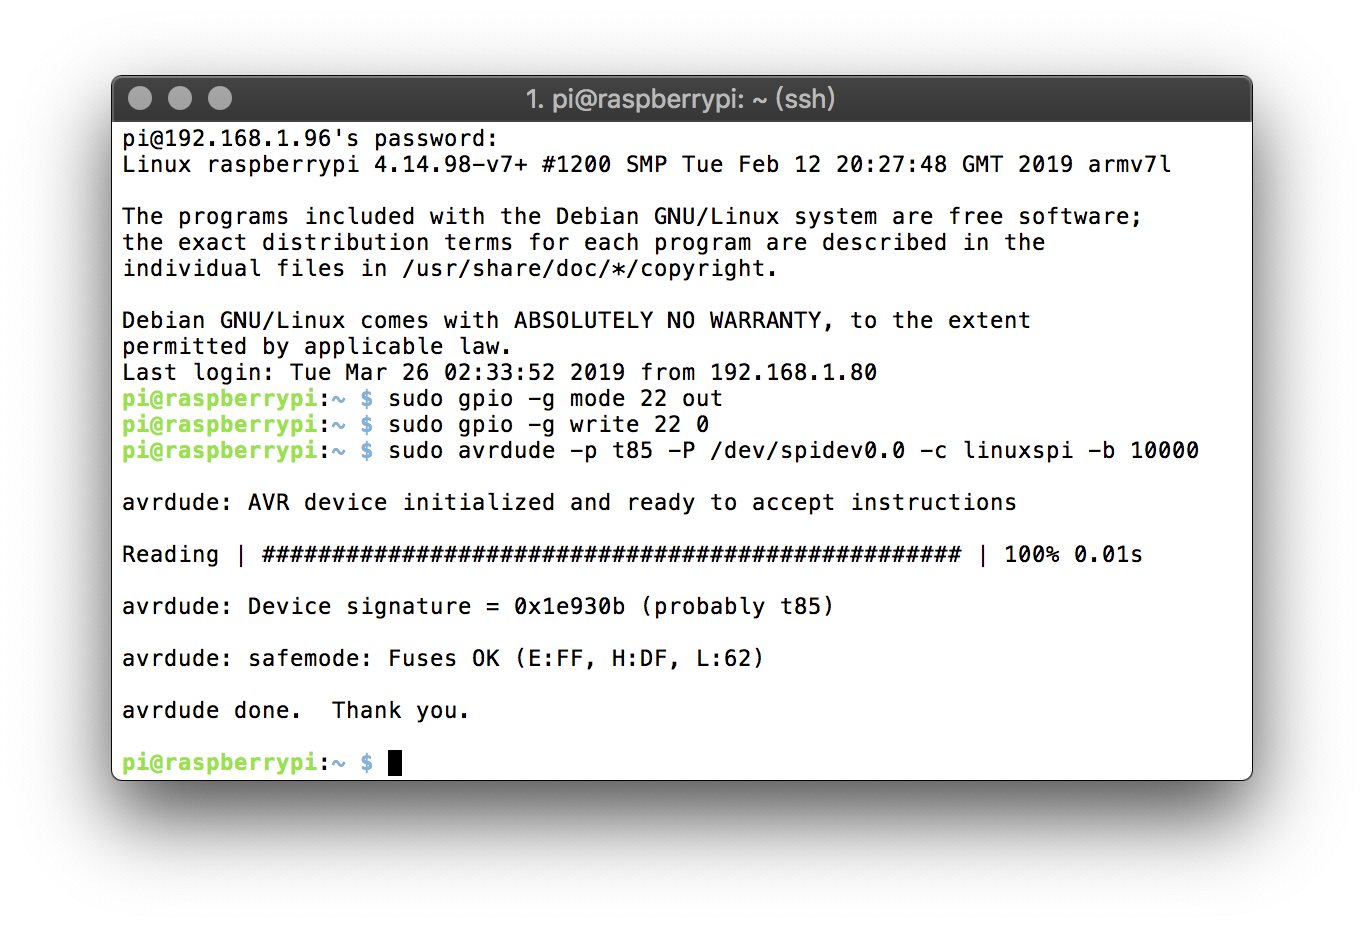 1. pi@raspberrypi: ~ (ssh)
pi@192.168.1.96's password:
Linux raspberrypi 4.14.98-v7+ #1200 SMP Tue Feb 12 20:27:48 GMT 2019 armv7l
The programs included with the Debian GNU/Linux system are free software;
the exact distribution terms for each program are described in the
individual files in /usr/share/doc/*/copyright.
Debian GNU/Linux comes with ABSOLUTELY NO WARRANTY, to the extent
permitted by applicable law.
Last login: Tue Mar 26 02:33:52 2019 from 192.168.1.80
pi@raspberrypi:~ $ sudo gpio -g mode 22 out
pi@raspberrypi:~ $ sudo gpio -g write 22 0
pi@raspberrypi:~ $ sudo avrdude -p t85 -P /dev/spidev0.0 -c linuxspi -b 10000
avrdude: AVR device initialized and ready to accept instructions
Reading | ################################################## | 100% 0.01s
avrdude: Device signature = 0x1e930b (probably t85)
avrdude: safemode: Fuses OK (E:FF, H:DF, L:62)
avrdude done.  Thank you.
pi@raspberrypi:~ $